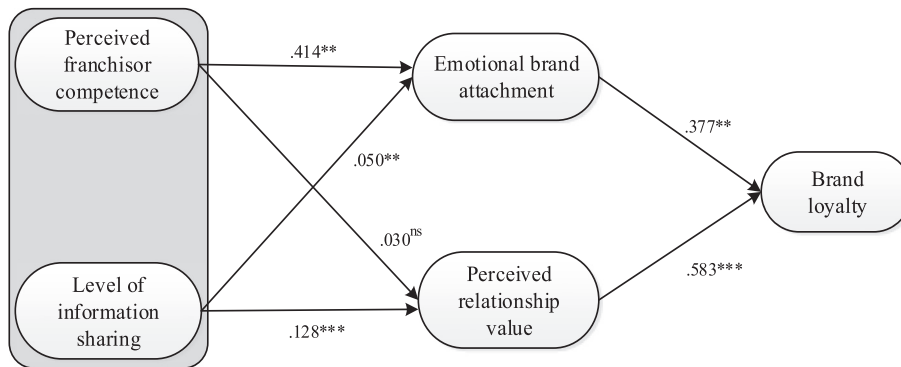 Perceived
franchisor
competence
.414**
Emotional brand
attachment
.377**
.050**
Brand
loyalty
.030ns
Level of
information
sharing
.128***
Perceived
relationship
value
.583***